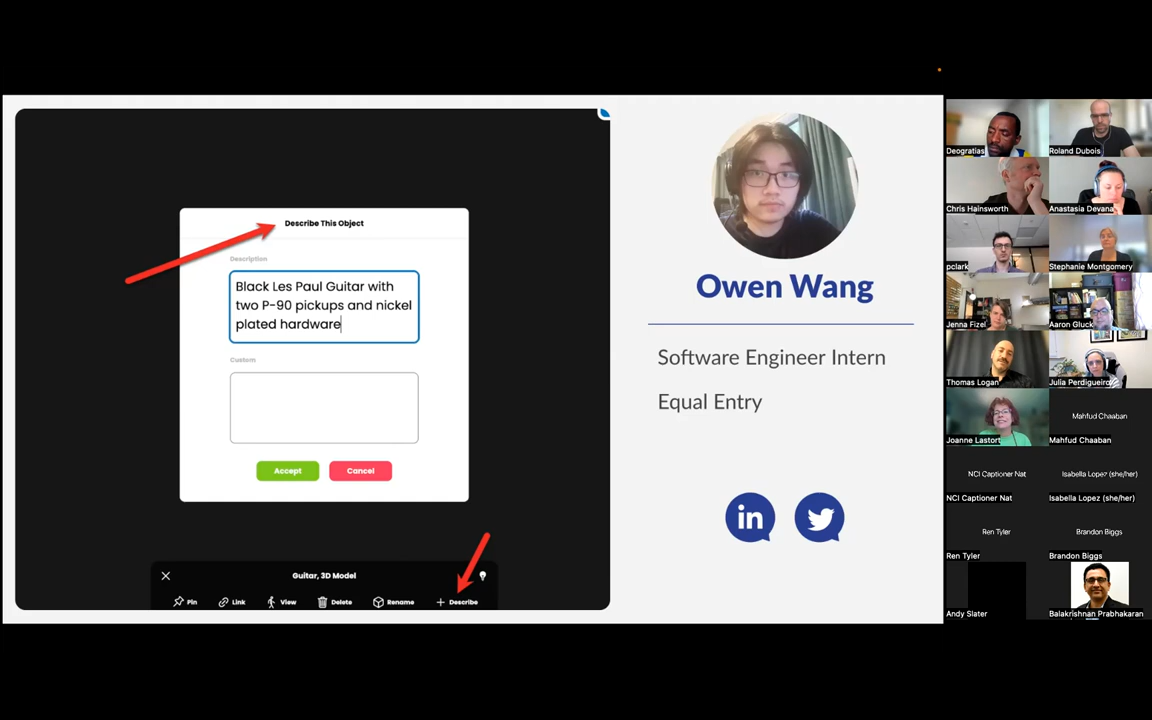 Describe This Object
Description
Black Les Paul Guitar with
two P-90 pickups and nickel
plated hardware
Custom
Accept
Cancel
Guitar, 3D Model
Pin
Link
View
Delete
Rename
Describe
Owen Wang
Software Engineer Intern
Equal Entry
in
Deogratias
Roland Dubois
Chris Hainsworth
Anastasia Devana
pclark
Stephanie Montgomery
Jenna Fizel
Aaron Gluck
Thomas Logan
Julia Perdigueiro
Joanne Lastort
Mahfud Chaaban
Mahfud Chaaban
NCI Captioner Nat
Isabella Lopez (she/her)
NCI Captioner Nat
Isabella Lopez (she/her)
Ren Tyler
Brandon Biggs
Ren Tyler
Brandon Biggs
Andy Slater
Balakrishnan Prabhakaran